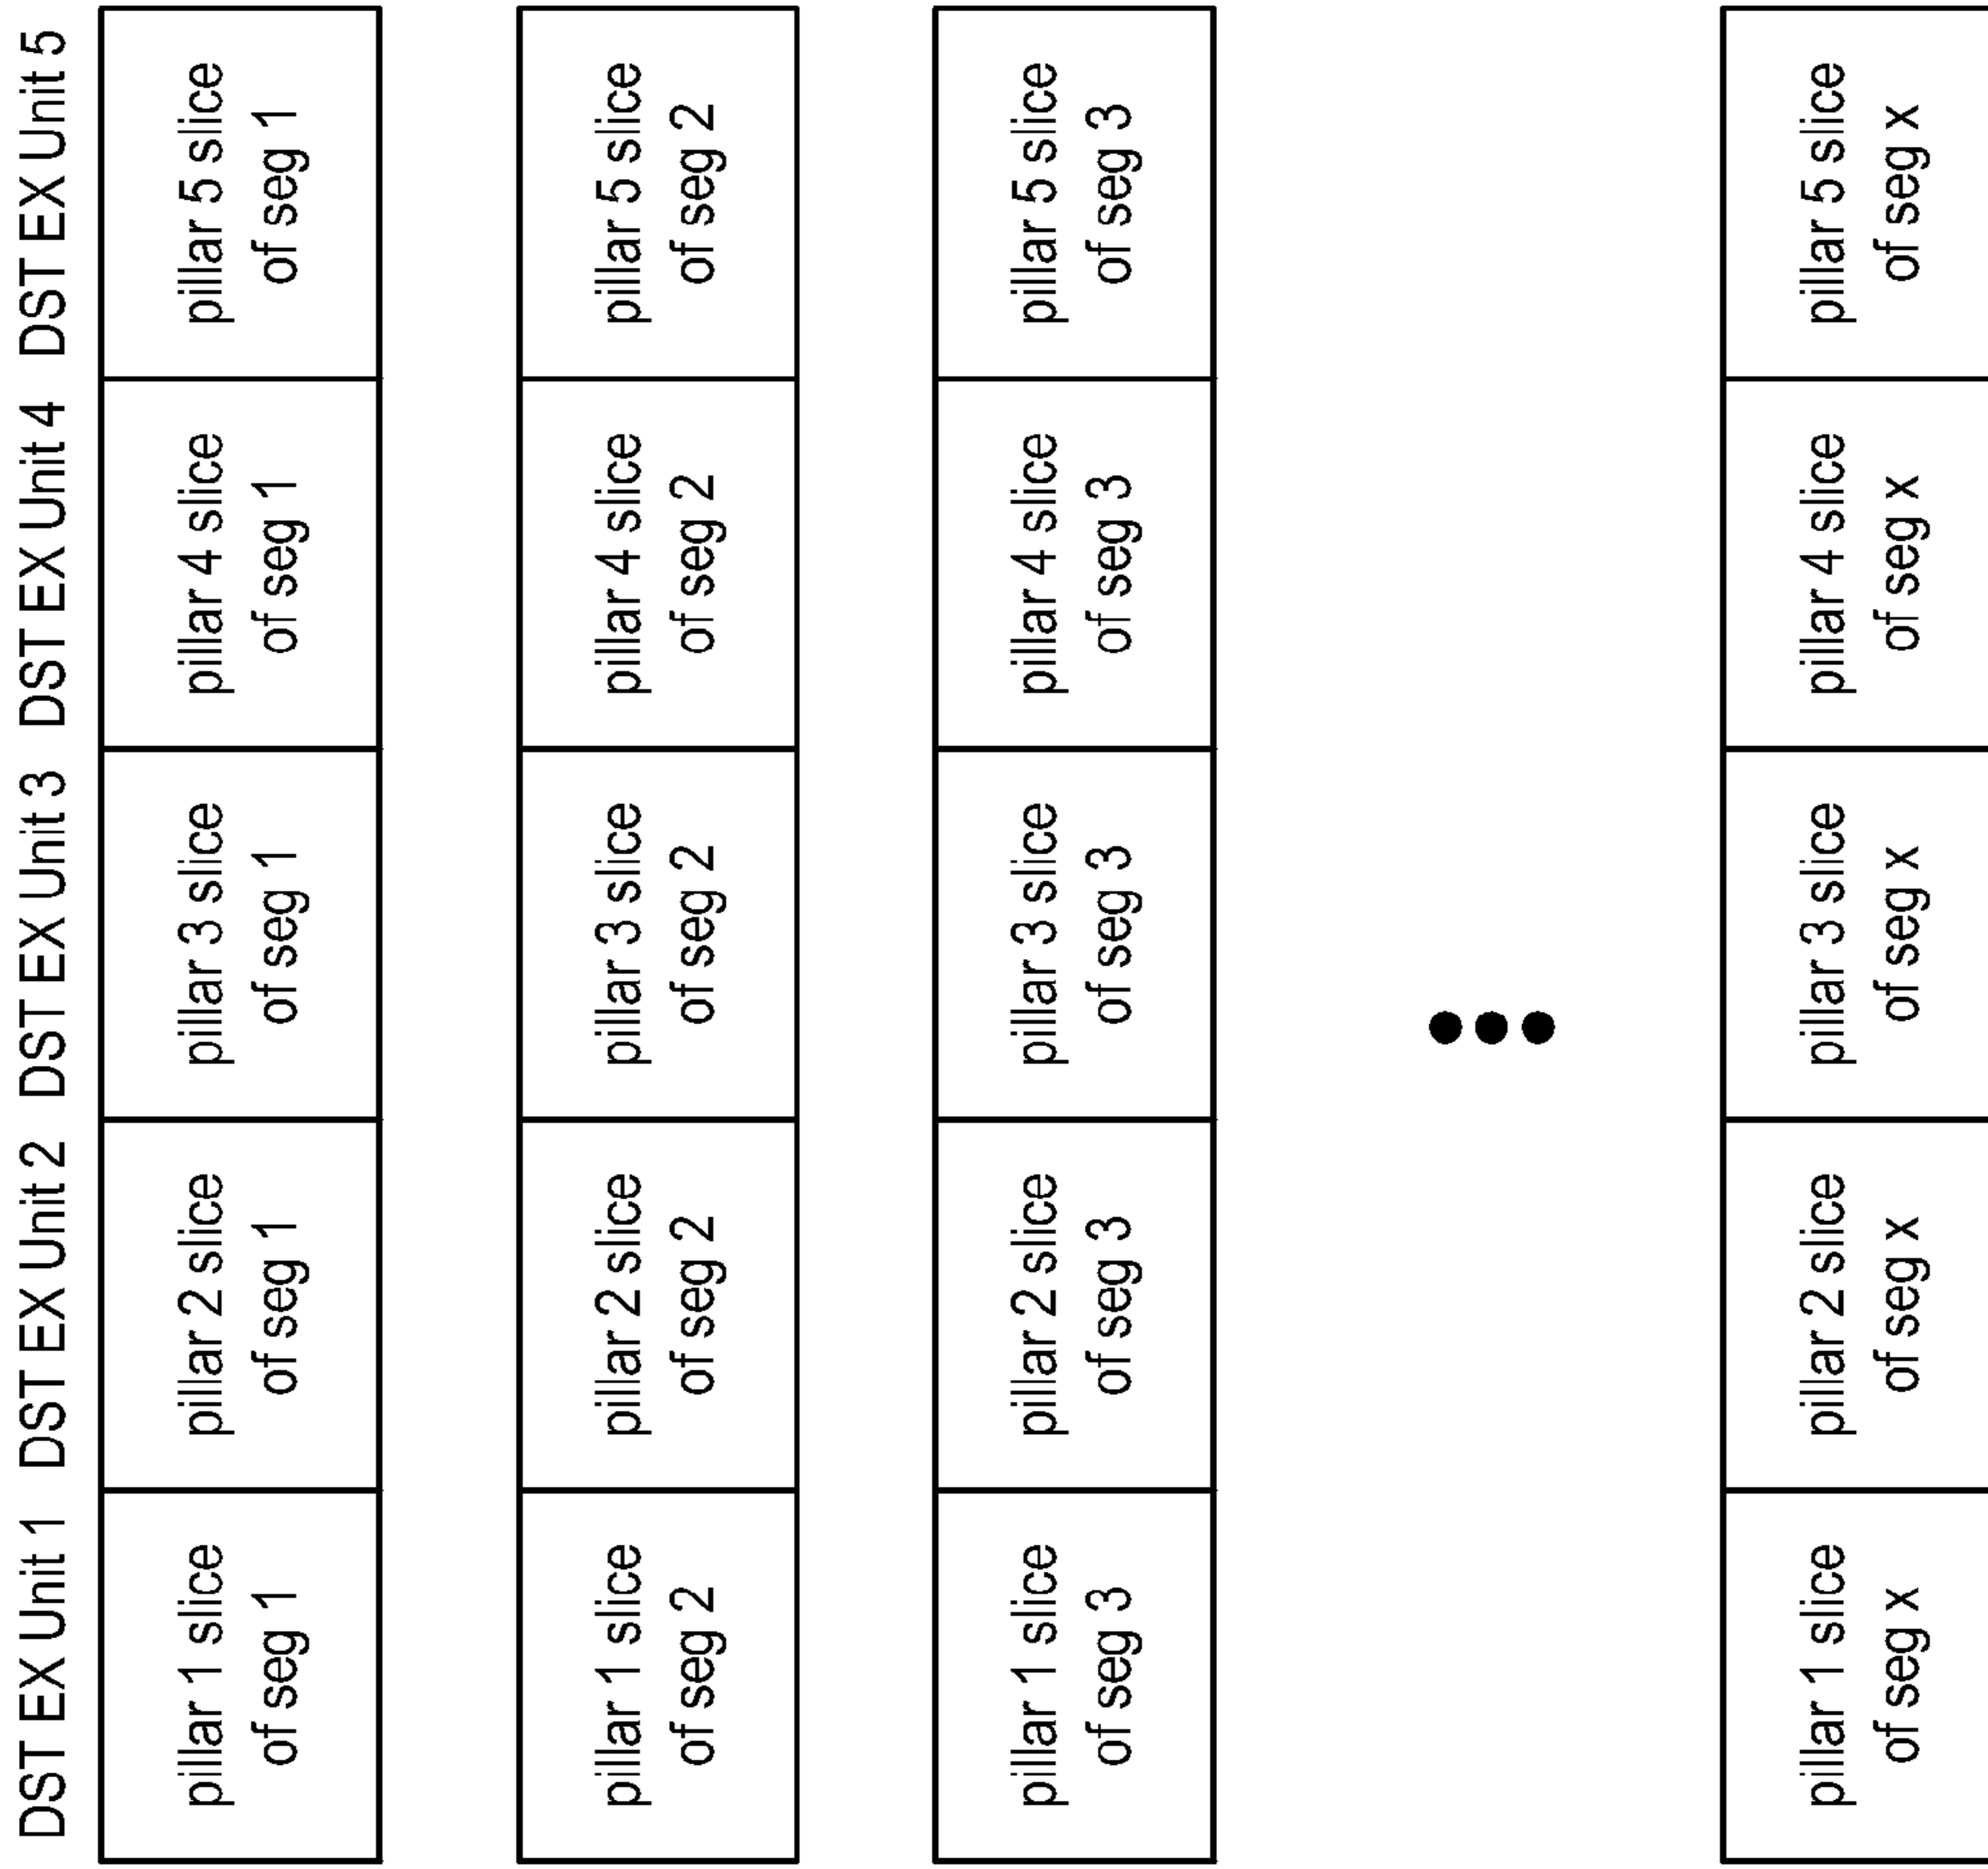 DST EX Unit 1 DST EX Unit 2 DST EX Unit 3 DST EX Unit 4 DST EX Unit 5
pillar 1 slice
of seg 1
pillar 2 slice
of seg 1
pillar 3 slice
of seg 1
pillar 4 slice
of seg 1
pillar 5 slice
of seg 1
pillar 1 slice
of seg 2
pillar 2 slice
of seg 2
pillar 3 slice
of seg 2
pillar 4 slice
of seg 2
pillar 5 slice
of seg 2
pillar 1 slice
of seg 3
pillar 2 slice
of seg 3
pillar 3 slice
of seg 3
pillar 4 slice
of seg 3
pillar 5 slice
of seg 3
pillar 1 slice
of seg x
pillar 2 slice
of seg x
pillar 3 slice
of seg x
pillar 4 slice
of seg x
pillar 5 slice
of seg x